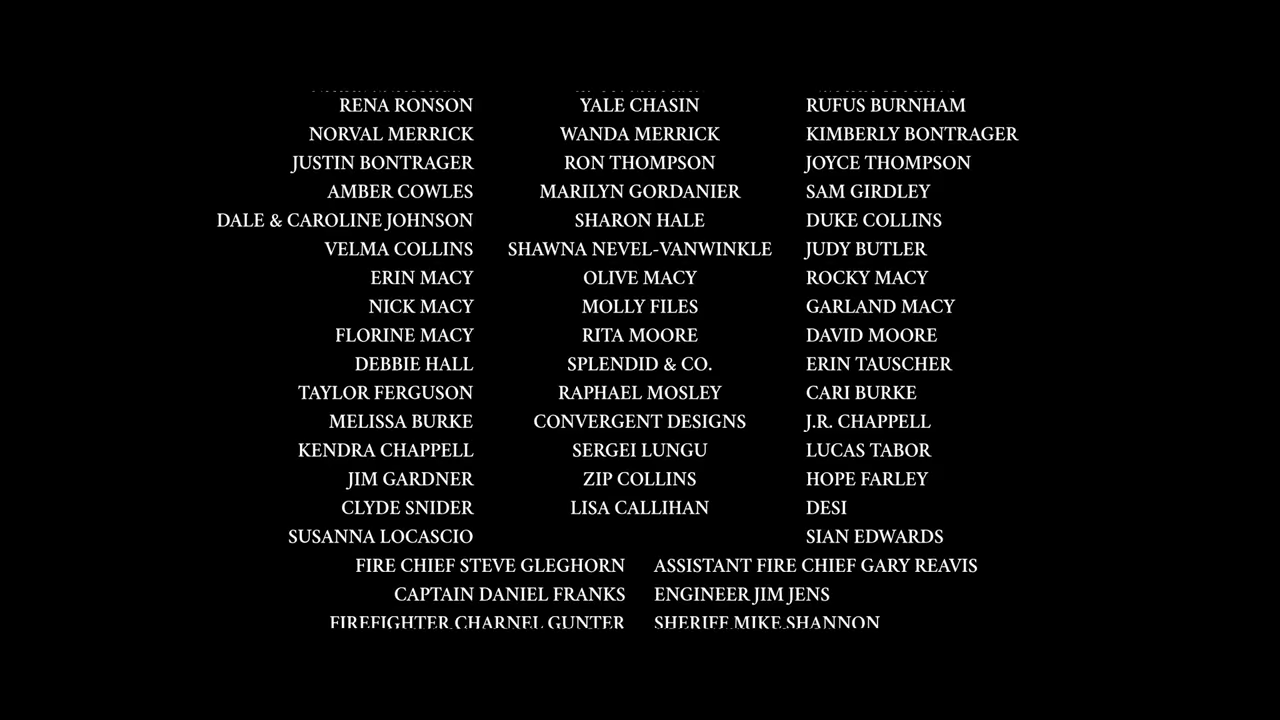 RENA RONSON YALE CHASIN RUFUS BURNHAM
NORVAL MERRICK WANDA MERRICK KIMBERLY BONTRAGER
JUSTIN BONTRAGER RON THOMPSON JOYCE THOMPSON
AMBER COWLES MARILYN GORDANIER SAM GIRDLEY
DALE & CAROLINE JOHNSON SHARON HALE DUKE COLLINS
VELMA COLLINS SHAWNA NEVEL-VANWINKLE JUDY BUTLER
ERIN MACY OLIVE MACY ROCKY MACY
NICK MACY MOLLY FILES GARLAND MACY
FLORINE MACY RITA MOORE DAVID MOORE
DEBBIE HALL SPLENDID & CO. ERIN TAUSCHER
TAYLOR FERGUSON RAPHAEL MOSLEY CARI BURKE
MELISSA BURKE CONVERGENT DESIGNS J.R. CHAPPELL
KENDRA CHAPPELL SERGEI LUNGU LUCAS TABOR
JIM GARDNER ZIP COLLINS HOPE FARLEY
CLYDE SNIDER LISA CALLIHAN DESI
SUSANNA LOCASCIO SIAN EDWARDS
FIRE CHIEF STEVE GLEGHORN ASSISTANT FIRE CHIEF GARY REAVIS
CAPTAIN DANIEL FRANKS ENGINEER JIM JENS
FIREFIGHTER CHARNEL GUNTER SHERIFF MIKE SHANNON